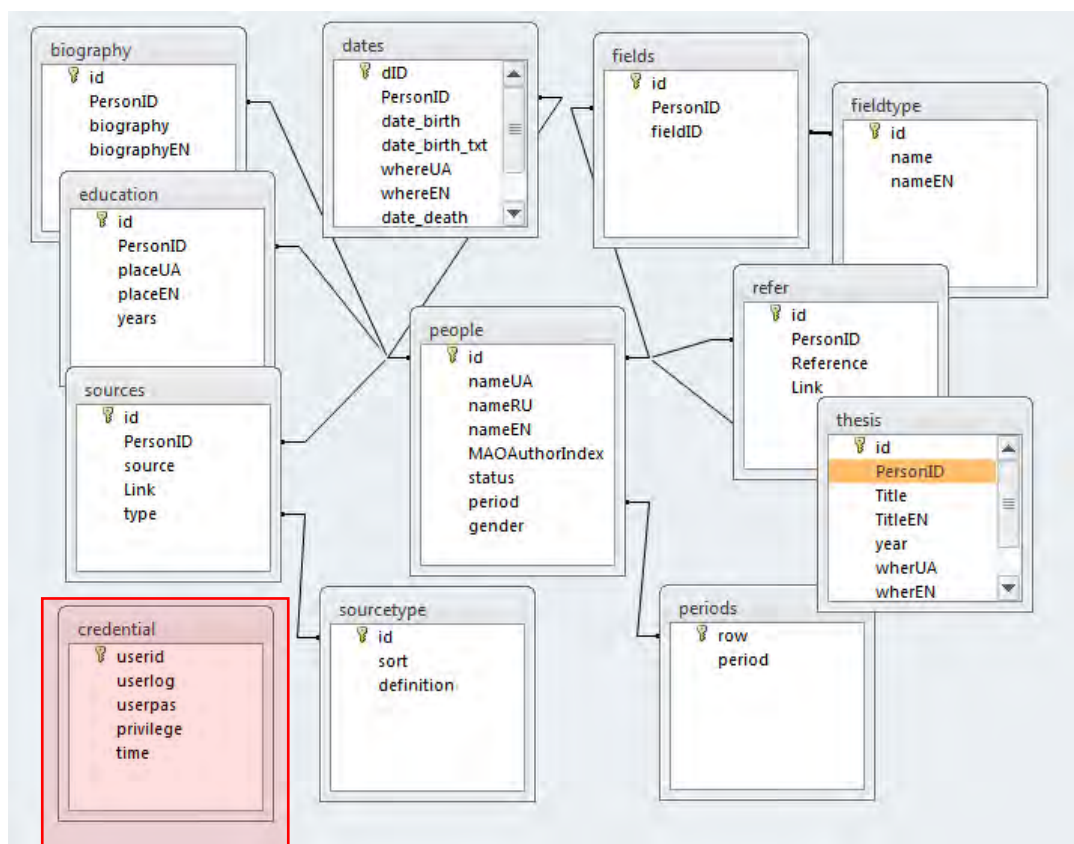 biography
id
PersonID
biography
biographyEN
education
id
PersonID
placeUA
placeEN
years
sources
id
PersonID
source
Link
type
credential
userid
userlog
userpas
privilege
time
dates
dID
PersonID
date_birth
date_birth_txt
whereUA
whereEN
date_death
people
id
nameUA
nameRU
nameEN
MAOAuthorIndex
status
period
gender
sourcetype
id
sort
definition
fields
id
PersonID
fieldID
fieldtype
id
name
nameEN
refer
id
PersonID
Reference
Link
thesis
id
PersonID
Title
TitleEN
year
wherUA
wherEN
periods
row
period